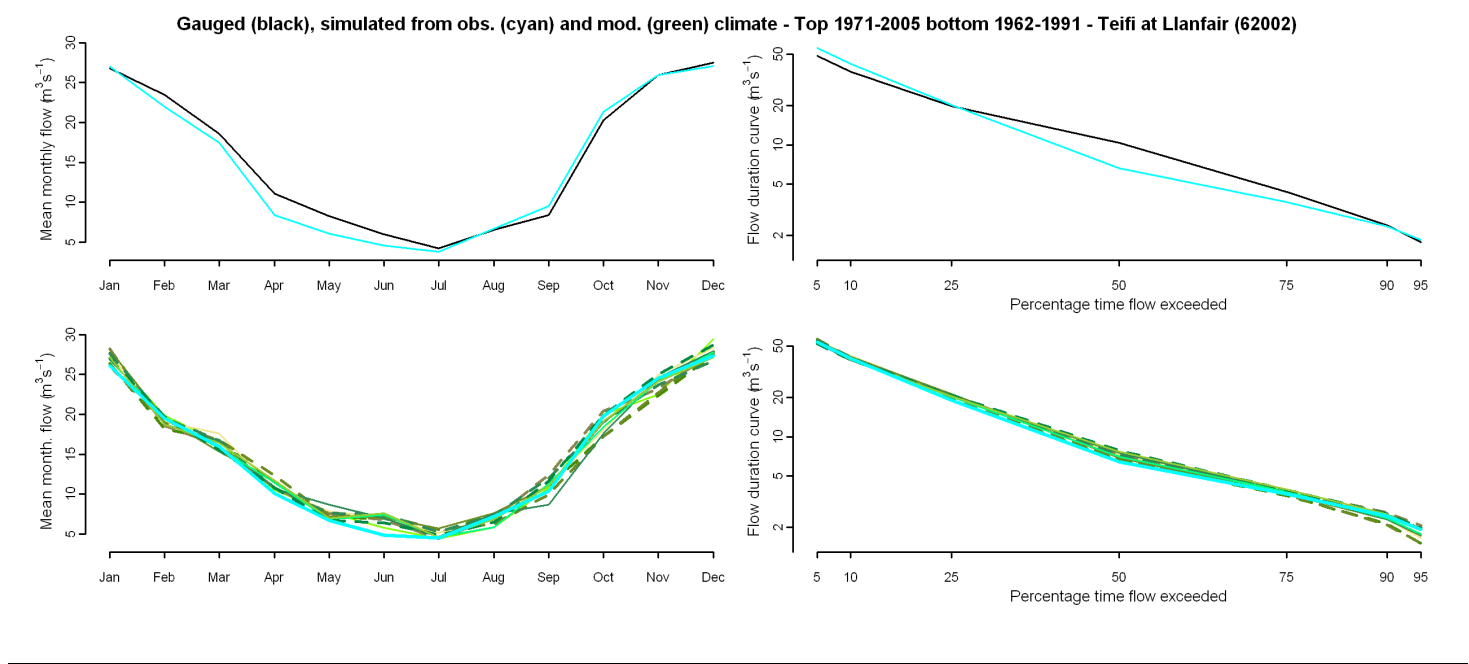 Gauged (black), simulated from obs. (cyan) and mod. (green) climate - Top 1971-2005 bottom 1962-1991 - Teifi at Llanfair (62002)
Mean monthly flow (m³s⁻¹)
30
25
20
15
10
5
Jan Feb Mar Apr May Jun Jul Aug Sep Oct Nov Dec
Flow duration curve (m³s⁻¹)
50
20
10
5
2
5 10 25 50 75 90 95
Percentage time flow exceeded
Mean month. flow (m³s⁻¹)
30
25
20
15
10
5
Jan Feb Mar Apr May Jun Jul Aug Sep Oct Nov Dec
Flow duration curve (m³s⁻¹)
50
20
10
5
2
5 10 25 50 75 90 95
Percentage time flow exceeded